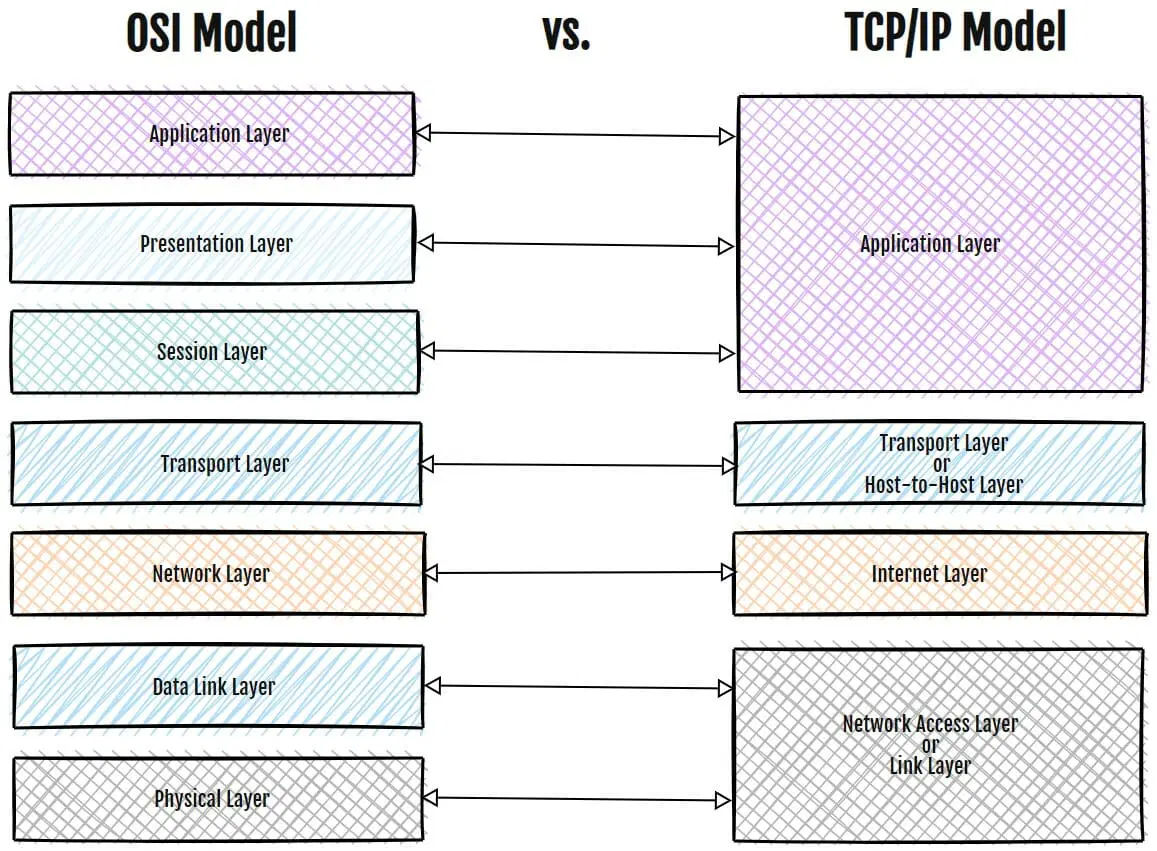 OSI Model vs. TCP/IP Model
Application Layer
Presentation Layer
Session Layer
Transport Layer
Network Layer
Data Link Layer
Physical Layer
Application Layer
Transport Layer
or
Host-to-Host Layer
Internet Layer
Network Access Layer
or
Link Layer